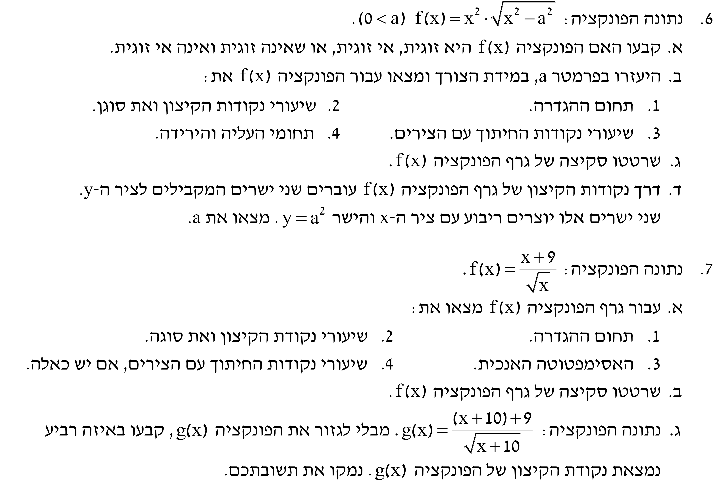 6. נתונה הפונקציה: f(x) = x² · √(x² − a²) (0 < a).
א. קבעו האם הפונקציה f(x) היא זוגית, אי זוגית, או שאינה זוגית ואינה אי זוגית.
ב. היעזרו בפרמטר a, במידת הצורך ומצאו עבור הפונקציה f(x) את:
1. תחום ההגדרה. 2. שיעורי נקודות הקיצון ואת סוגן.
3. שיעורי נקודות החיתוך עם הצירים. 4. תחומי העליה והירידה.
ג. שרטטו סקיצה של גרף הפונקציה f(x).
ד. דרך נקודות הקיצון של גרף הפונקציה f(x) עוברים שני ישרים המקבילים לציר ה-y.
שני ישרים אלו יוצרים ריבוע עם ציר ה-x והישר y = a². מצאו את a.
7. נתונה הפונקציה: f(x) = (x+9)/√x.
א. עבור גרף הפונקציה f(x) מצאו את:
1. תחום ההגדרה. 2. שיעורי נקודת הקיצון ואת סוגה.
3. האסימפטוטה האנכית. 4. שיעורי נקודות החיתוך עם הצירים, אם יש כאלה.
ב. שרטטו סקיצה של גרף הפונקציה f(x).
ג. נתונה הפונקציה: g(x) = ((x+10)+9)/√(x+10). מבלי לגזור את הפונקציה g(x), קבעו באיזה רביע
נמצאת נקודת הקיצון של הפונקציה g(x). נמקו את תשובתכם.